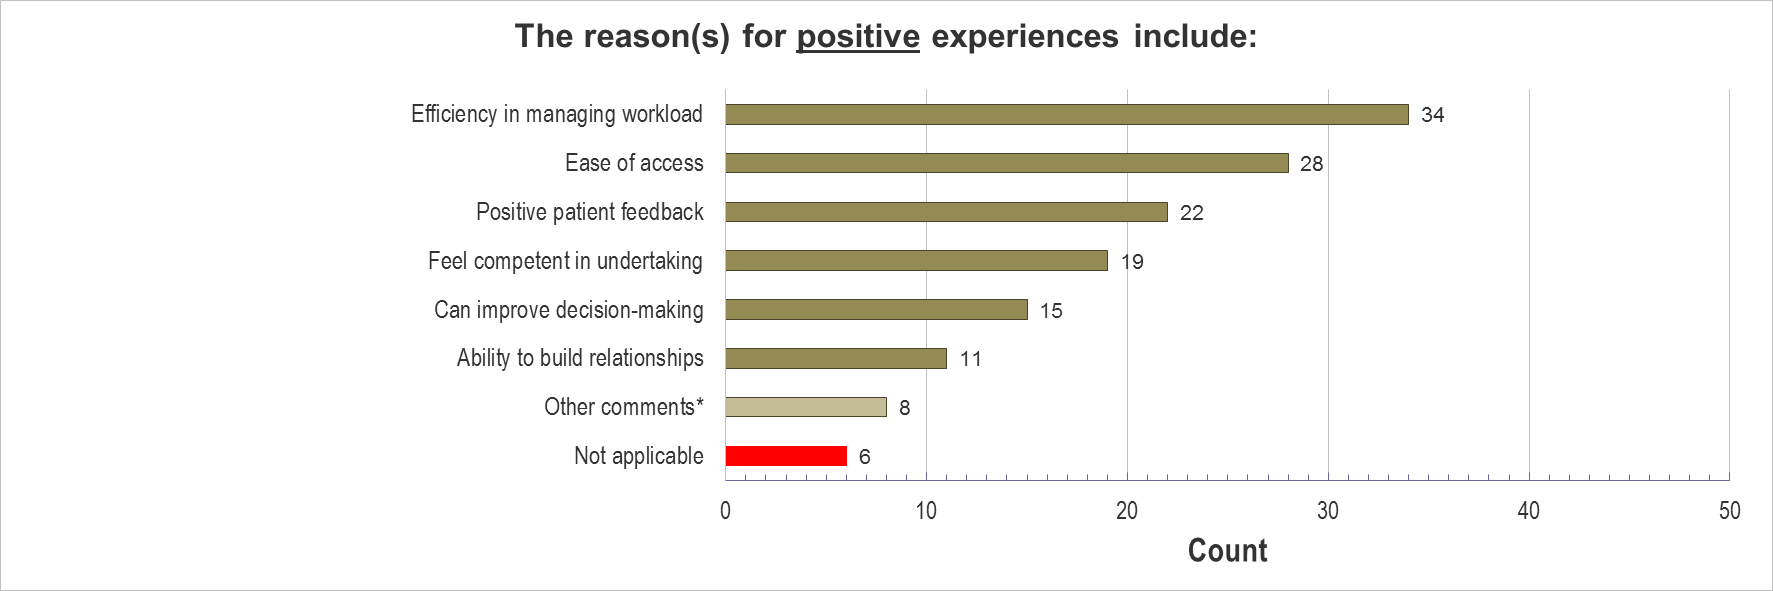 The reason(s) for positive experiences include:
Efficiency in managing workload 34
Ease of access 28
Positive patient feedback 22
Feel competent in undertaking 19
Can improve decision-making 15
Ability to build relationships 11
Other comments* 8
Not applicable 6
0 10 20 30 40 50
Count